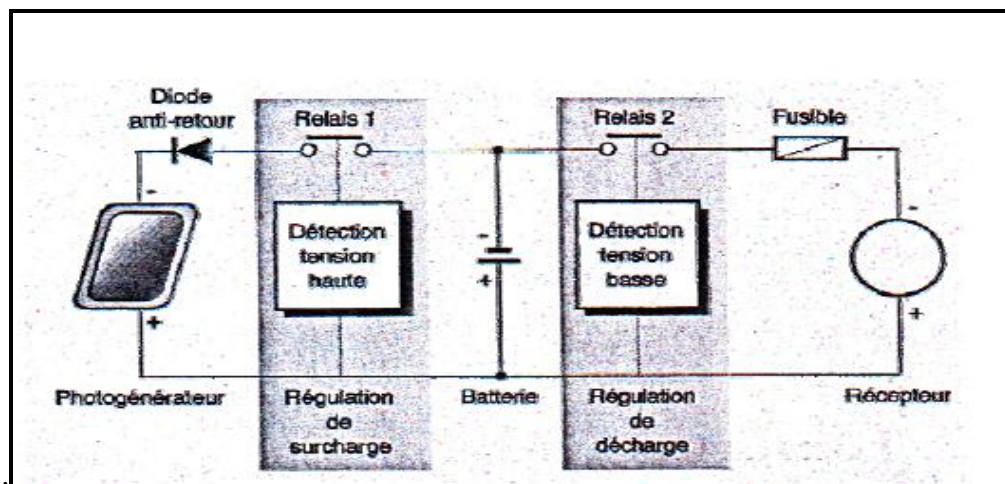 Diode
anti-retour
Relais 1
Relais 2
Fusible
-
+
Détection
tension
haute
-
+
Détection
tension
basse
-
+
Photogénérateur
Régulation
de
surcharge
Batterie
Régulation
de
décharge
Récepteur